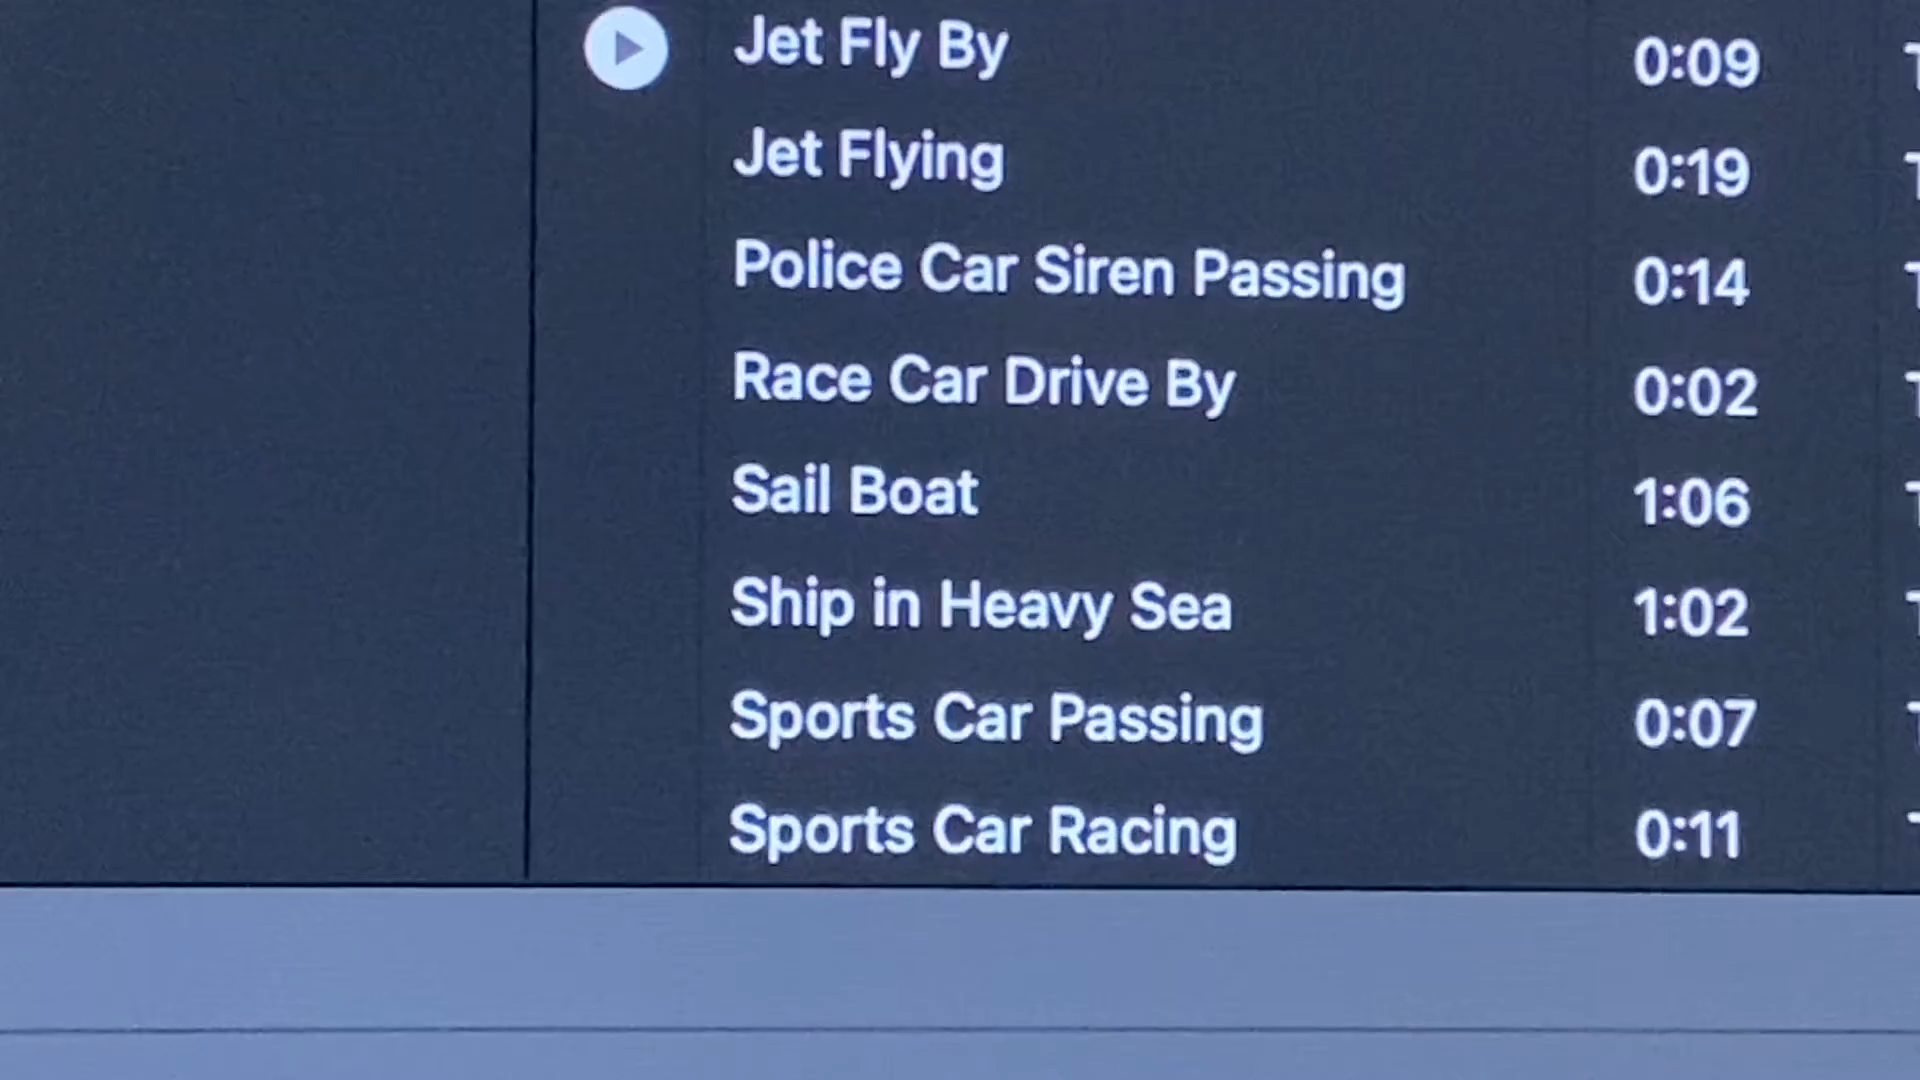 Jet Fly By 0:09
Jet Flying 0:19
Police Car Siren Passing 0:14
Race Car Drive By 0:02
Sail Boat 1:06
Ship in Heavy Sea 1:02
Sports Car Passing 0:07
Sports Car Racing 0:11